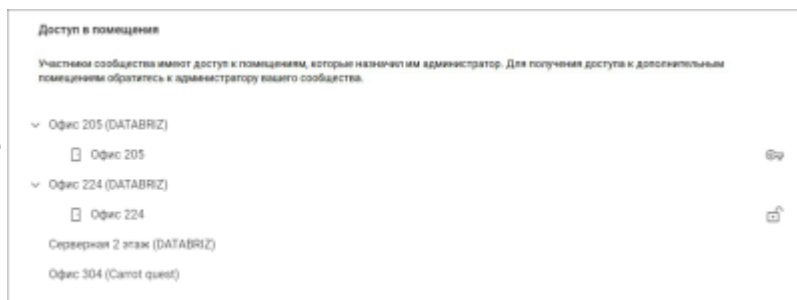 Доступ в помещения
Участники сообщества имеют доступ к помещениям, которые назначил им администратор. Для получения доступа к дополнительным
помещениям обратитесь к администратору вашего сообщества.
Офис 205 (DATABRIZ)
Офис 205
Офис 224 (DATABRIZ)
Офис 224
Серверная 2 этаж (DATABRIZ)
Офис 304 (Carrot quest)